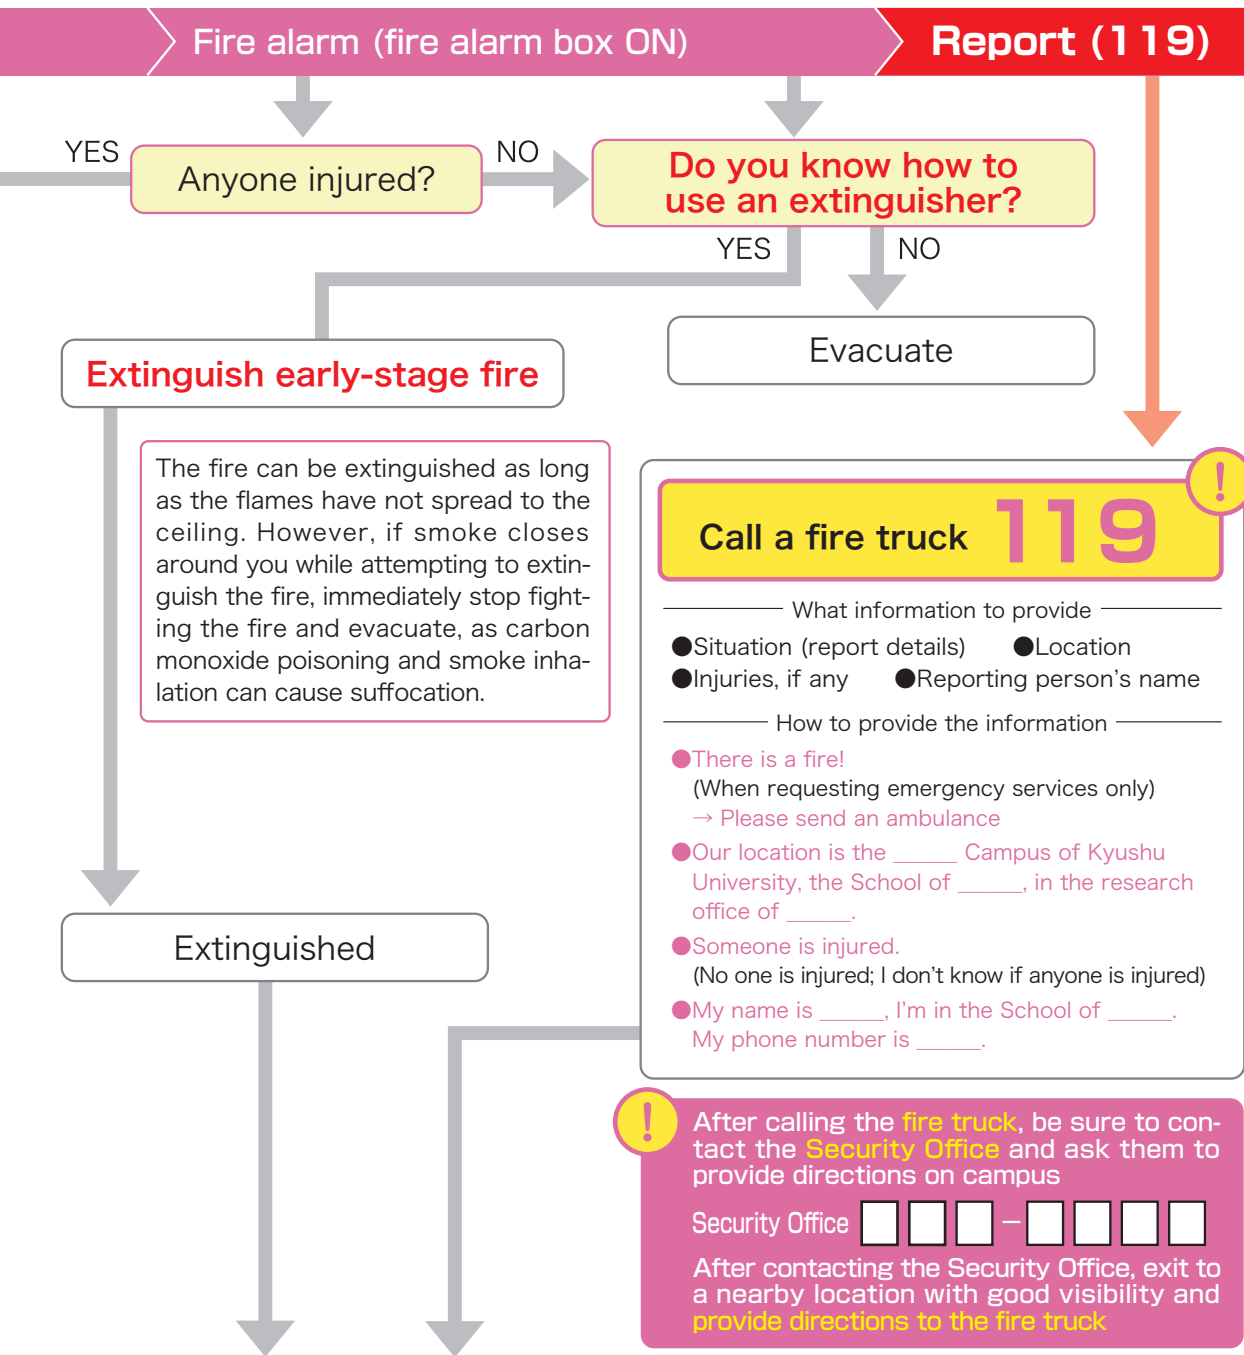 Fire alarm (fire alarm box ON)
Report (119)
YES
Anyone injured?
NO
Do you know how to
use an extinguisher?
YES
NO
Evacuate
Extinguish early-stage fire
The fire can be extinguished as long
as the flames have not spread to the
ceiling. However, if smoke closes
around you while attempting to extin-
guish the fire, immediately stop fight-
ing the fire and evacuate, as carbon
monoxide poisoning and smoke inha-
lation can cause suffocation.
!
Call a fire truck 119
What information to provide
●Situation (report details) ●Location
●Injuries, if any ●Reporting person's name
How to provide the information
●There is a fire!
(When requesting emergency services only)
→ Please send an ambulance
●Our location is the _____ Campus of Kyushu
University, the School of _____, in the research
office of _____.
●Someone is injured.
(No one is injured; I don't know if anyone is injured)
●My name is _____, I'm in the School of _____.
My phone number is _____.
Extinguished
!
After calling the fire truck, be sure to con-
tact the Security Office and ask them to
provide directions on campus
Security Office □□□–□□□□
After contacting the Security Office, exit to
a nearby location with good visibility and
provide directions to the fire truck